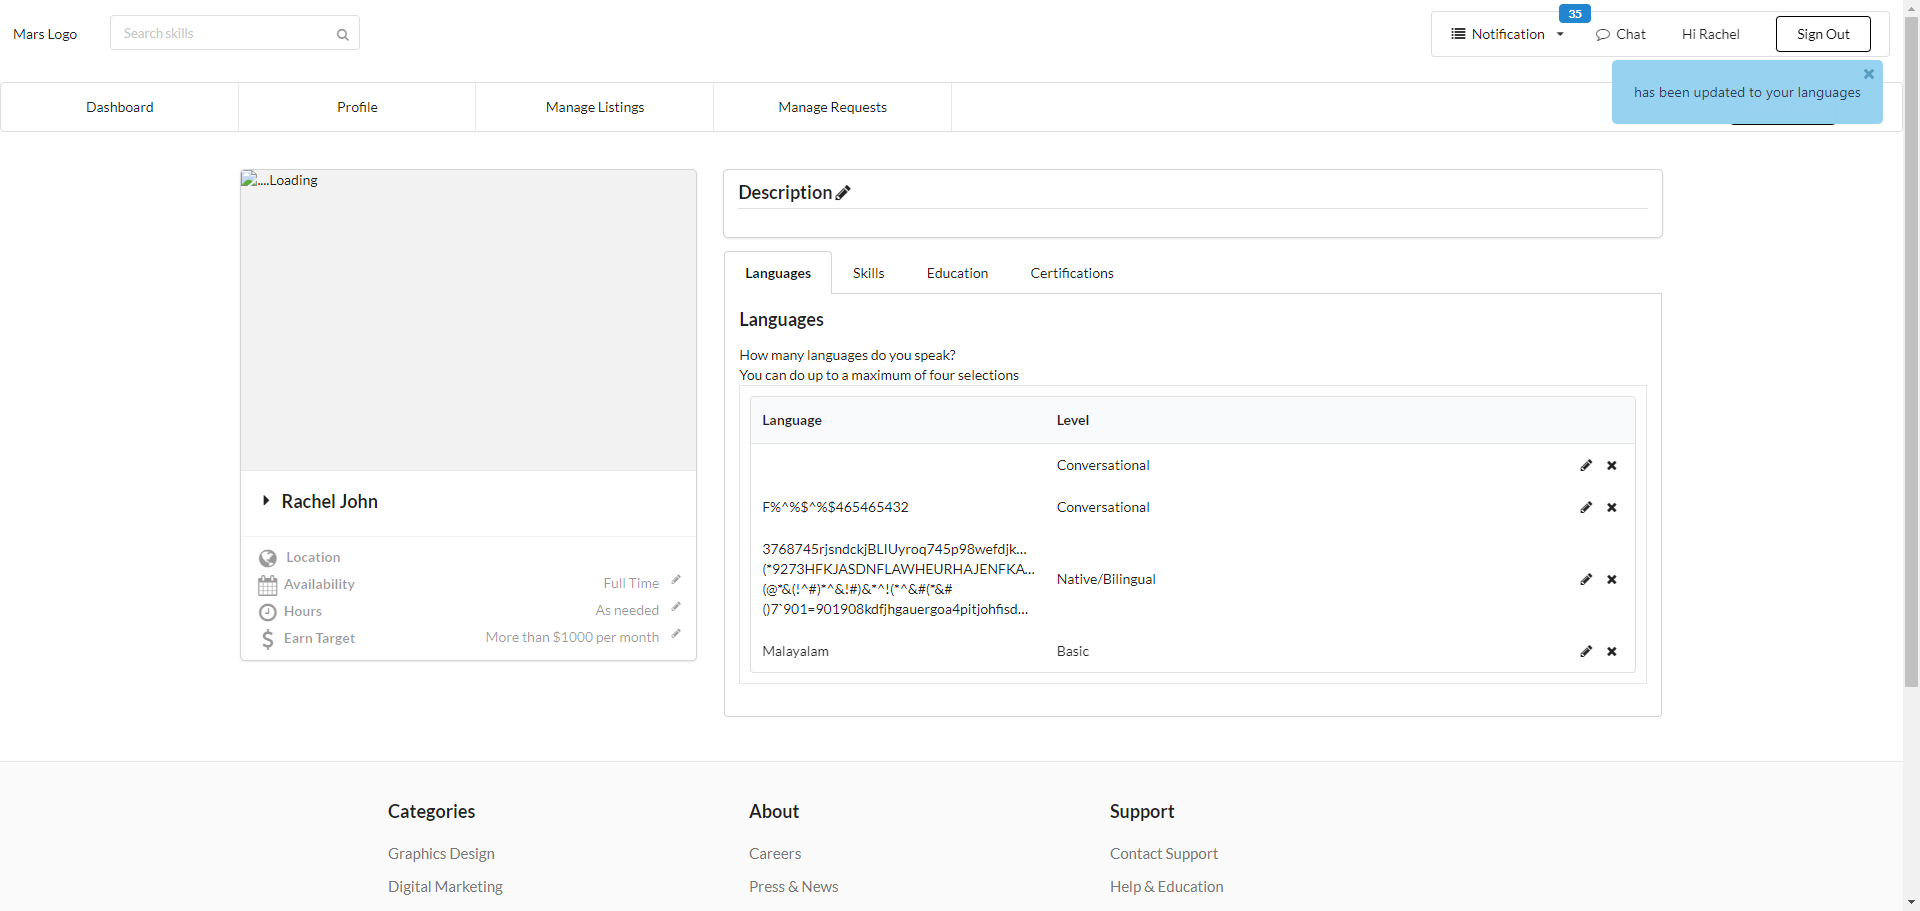 Mars Logo
Search skills
35
Notification
Chat
Hi Rachel
Sign Out
has been updated to your languages
Dashboard
Profile
Manage Listings
Manage Requests
....Loading
Rachel John
Location
Availability
Full Time
Hours
As needed
Earn Target
More than $1000 per month
Description
Languages
Skills
Education
Certifications
Languages
How many languages do you speak?
You can do up to a maximum of four selections
Language
Level
Conversational
F%^%$^%$465465432
Conversational
3768745rjsndckjBLIUyroq745p98wefdjk...
(*9273HFKJASDNFLAWHEURHAJENFKA...
(@*&(!^#)*^&!#)&*^!(*^&#(*&#
()7`901=901908kdfjhgauergoa4pitjohfisd...
Native/Bilingual
Malayalam
Basic
Categories
About
Support
Graphics Design
Careers
Contact Support
Digital Marketing
Press & News
Help & Education